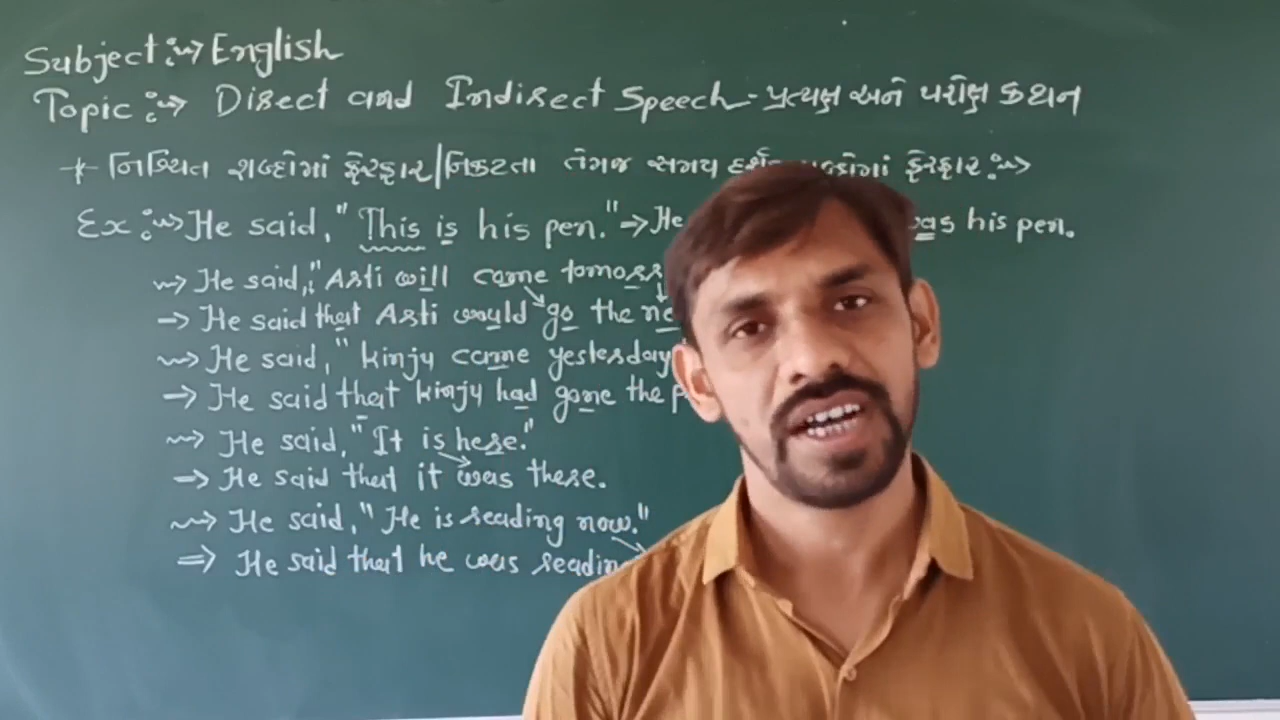 Subject :⇝ English
Topic :⇝ Direct and Indirect Speech - પ્રત્યક્ષ અને પરોક્ષ કથન
* નિશ્ચિત શબ્દોમાં ફેરફાર/નિકટતા તેમજ સમય ફેરફાર :⇝
Ex :⇝ He said, "This is his pen." → He was his pen.
⇝ He said, "Arti will come
→ He said that Arti would go the
⇝ He said, "Kinju came yesterday
→ He said that Kinju had gone the
⇝ He said, "It is here."
→ He said that it was there.
⇝ He said, "He is reading now."
⇒ He said that he was